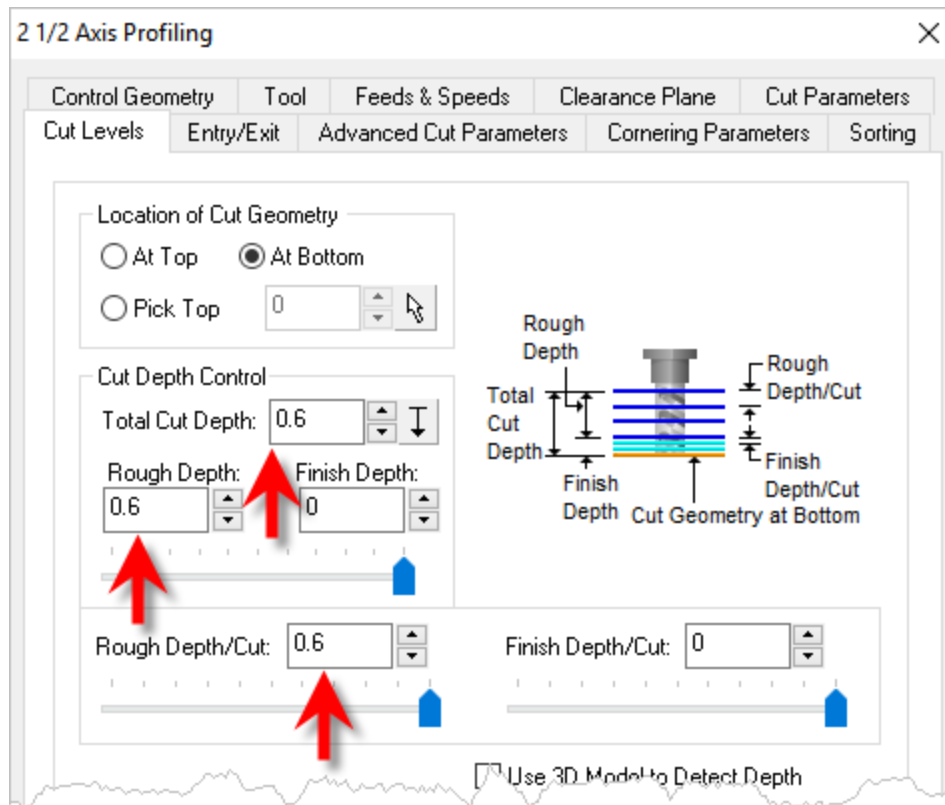 2 1/2 Axis Profiling
Control Geometry Tool Feeds & Speeds Clearance Plane Cut Parameters
Cut Levels Entry/Exit Advanced Cut Parameters Cornering Parameters Sorting
Location of Cut Geometry
At Top At Bottom
Pick Top 0
Cut Depth Control
Total Cut Depth: 0.6
Rough Depth: Finish Depth:
0.6 0
Rough
Depth
Total
Cut
Depth
Rough
Depth/Cut
Finish
Depth
Finish
Depth/Cut
Cut Geometry at Bottom
Rough Depth/Cut: 0.6 Finish Depth/Cut: 0
Use 3D Model to Detect Depth